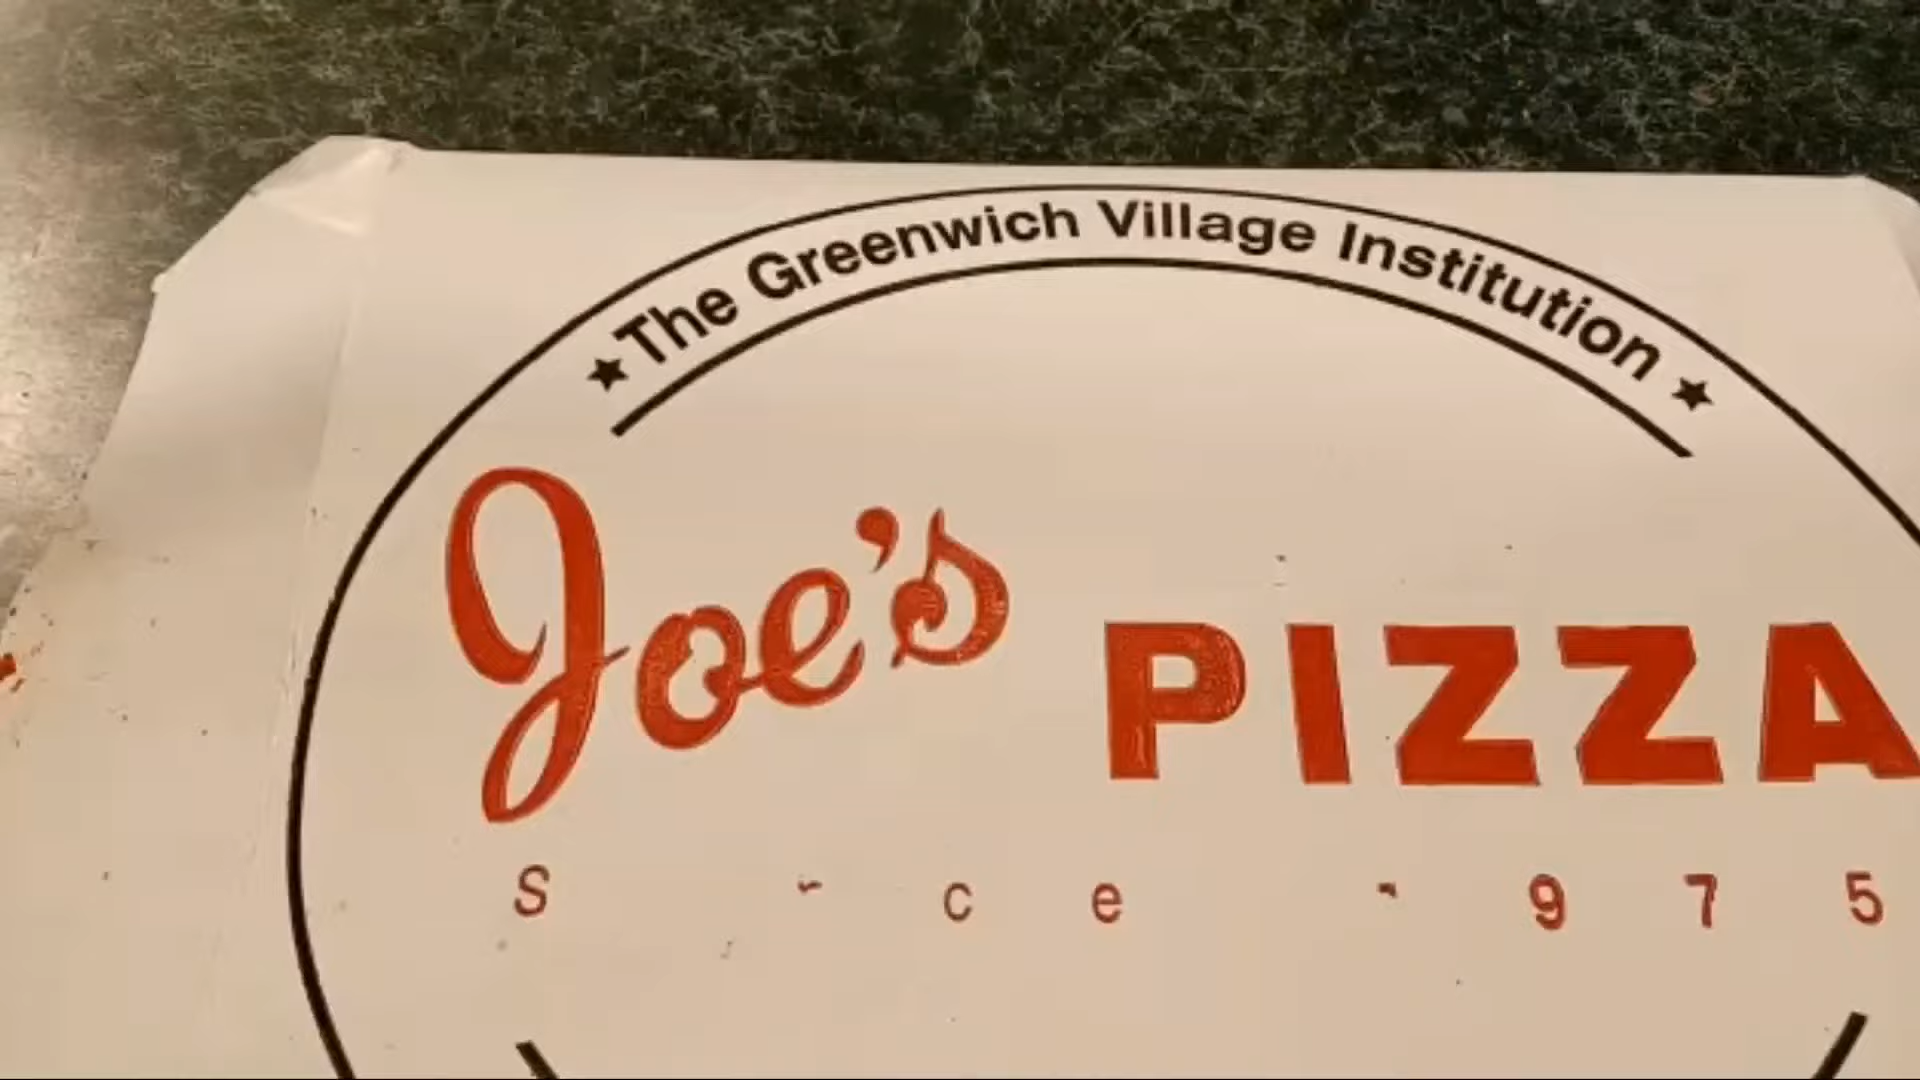 ★ The Greenwich Village Institution ★
Joe's PIZZA